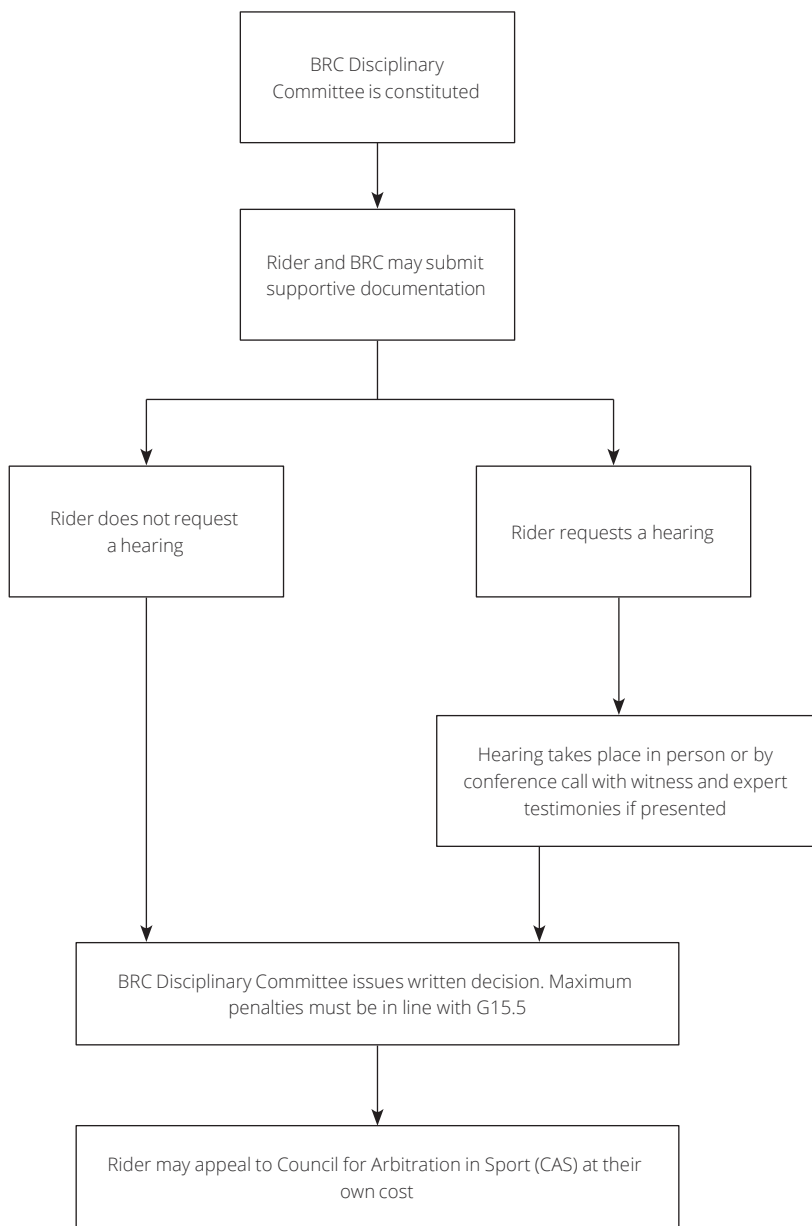 BRC Disciplinary
Committee is constituted
Rider and BRC may submit
supportive documentation
Rider does not request
a hearing
Rider requests a hearing
Hearing takes place in person or by
conference call with witness and expert
testimonies if presented
BRC Disciplinary Committee issues written decision. Maximum
penalties must be in line with G15.5
Rider may appeal to Council for Arbitration in Sport (CAS) at their
own cost